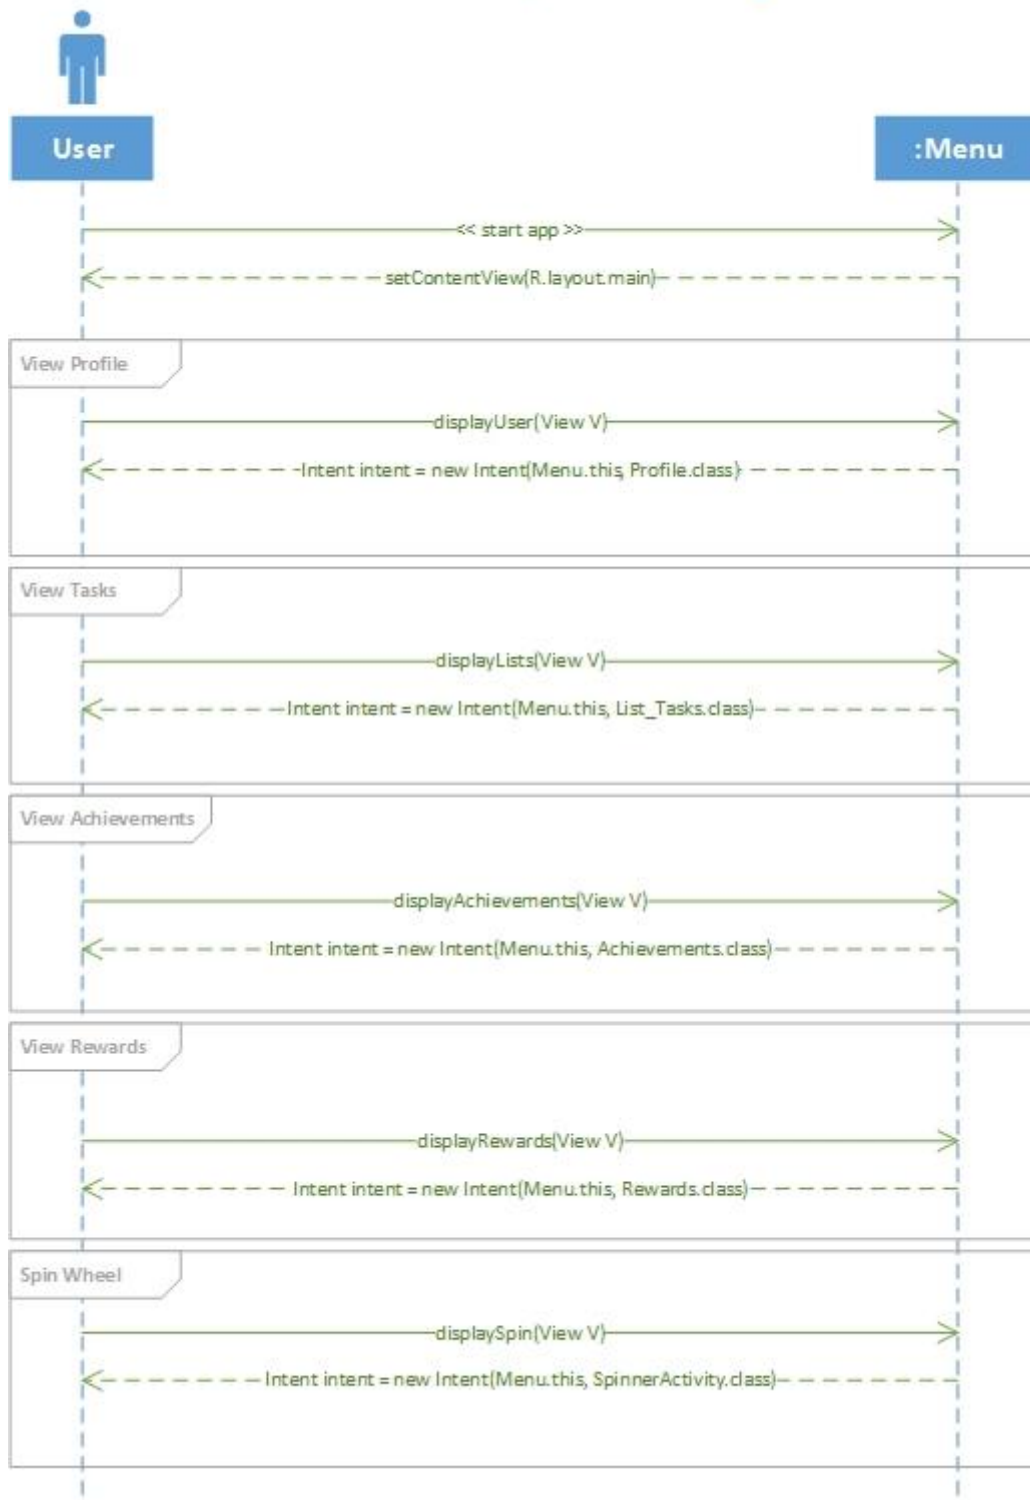 User
:Menu
<< start app >>
setContentView(R.layout.main)
View Profile
displayUser(View V)
Intent intent = new Intent(Menu.this, Profile.class)
View Tasks
displayLists(View V)
Intent intent = new Intent(Menu.this, List_Tasks.class)
View Achievements
displayAchievements(View V)
Intent intent = new Intent(Menu.this, Achievements.class)
View Rewards
displayRewards(View V)
Intent intent = new Intent(Menu.this, Rewards.class)
Spin Wheel
displaySpin(View V)
Intent intent = new Intent(Menu.this, SpinnerActivity.class)